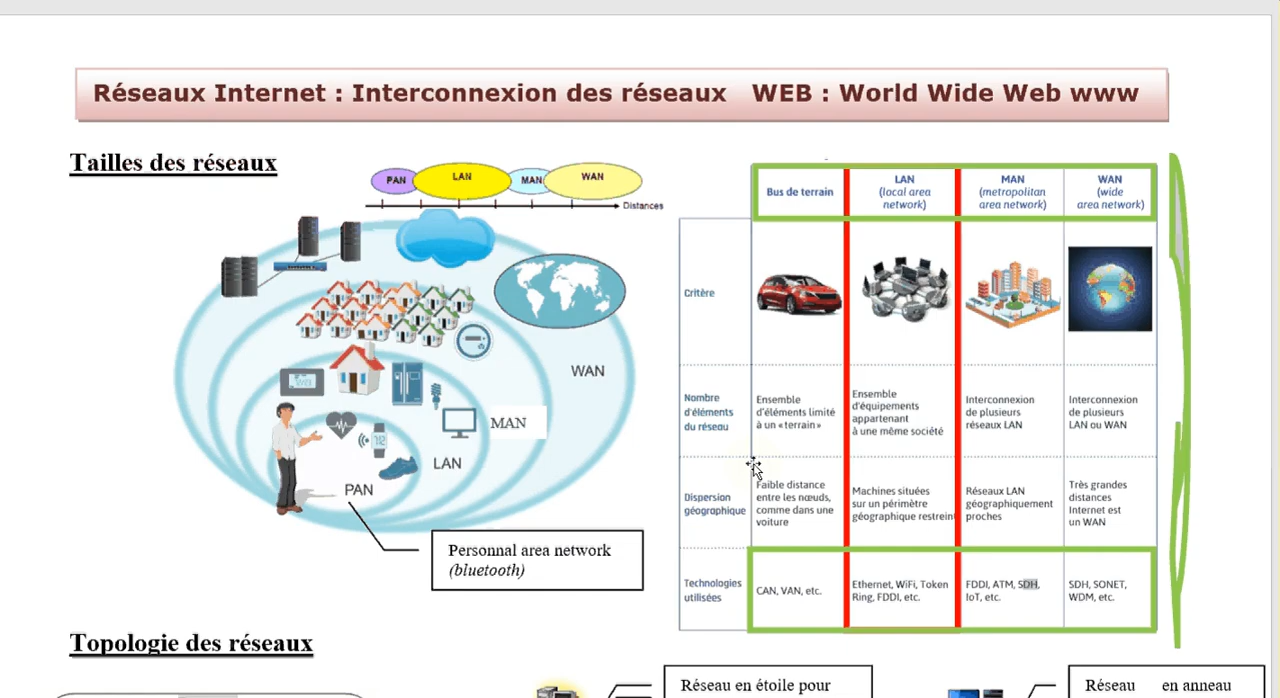 Réseaux Internet : Interconnexion des réseaux WEB : World Wide Web www
Tailles des réseaux
PAN
LAN
MAN
WAN
Distances
WAN
MAN
LAN
PAN
Personnal area network
(bluetooth)
Bus de terrain
LAN
(local area
network)
MAN
(metropolitan
area network)
WAN
(wide
area network)
Critère
Nombre
d'éléments
du réseau
Ensemble
d'éléments limité
à un « terrain »
Ensemble
d'équipements
appartenant
à une même société
Interconnexion
de plusieurs
réseaux LAN
Interconnexion
de plusieurs
LAN ou WAN
Dispersion
géographique
Faible distance
entre les nœuds,
comme dans une
voiture
Machines situées
sur un périmètre
géographique restreint
Réseaux LAN
géographiquement
proches
Très grandes
distances
Internet est
un WAN
Technologies
utilisées
CAN, VAN, etc.
Ethernet, WiFi, Token
Ring, FDDI, etc.
FDDI, ATM, SDH,
IoT, etc.
SDH, SONET,
WDM, etc.
Topologie des réseaux
Réseau en étoile pour
Réseau en anneau